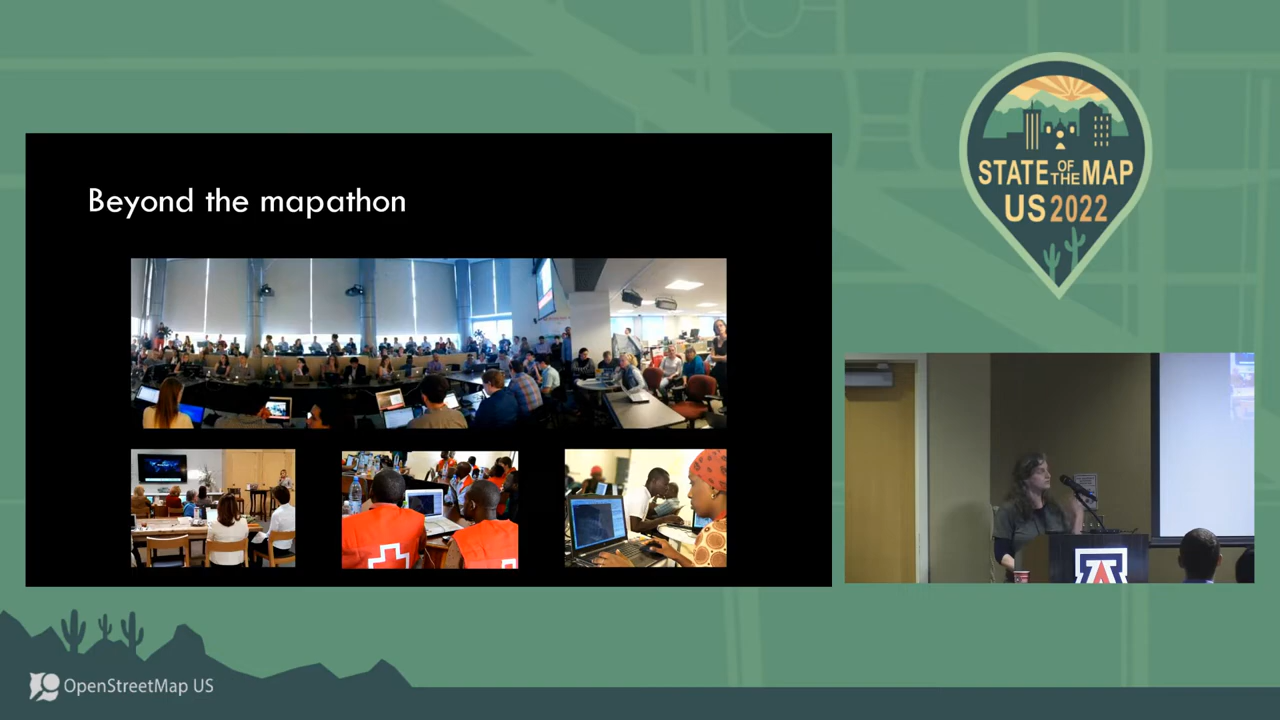 Beyond the mapathon
STATE OF THE MAP
US 2022
A
OpenStreetMap US